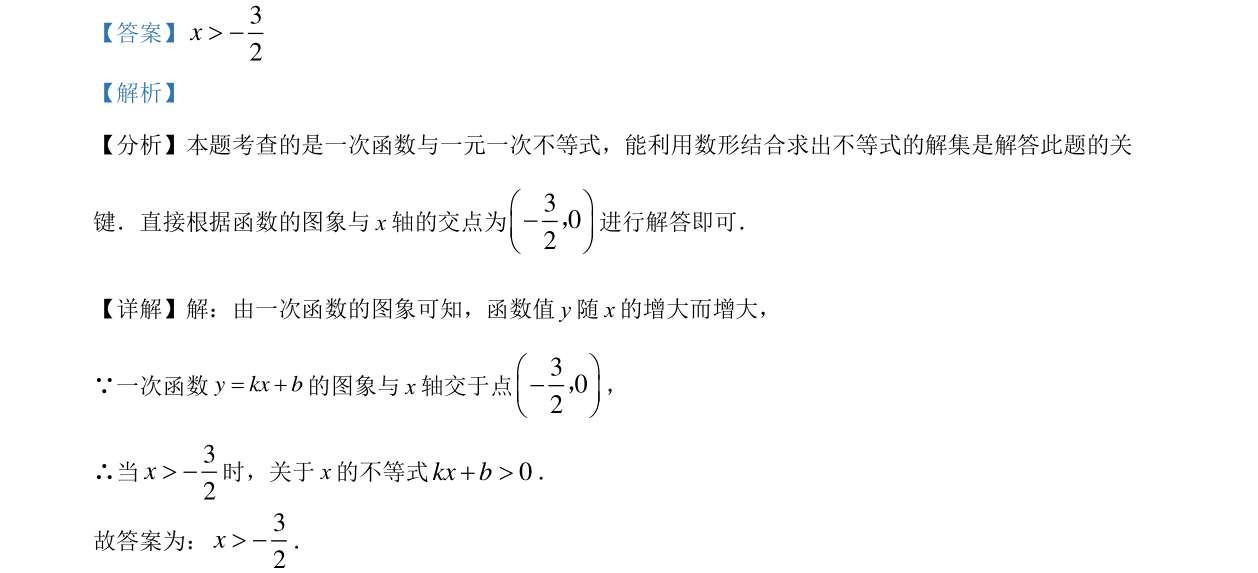 【答案】x > −3/2
【解析】
【分析】本题考查的是一次函数与一元一次不等式，能利用数形结合求出不等式的解集是解答此题的关
键．直接根据函数的图象与 x 轴的交点为(−3/2,0)进行解答即可．
【详解】解：由一次函数的图象可知，函数值 y 随 x 的增大而增大，
∵一次函数 y = kx + b 的图象与 x 轴交于点(−3/2,0)，
∴当 x > −3/2 时，关于 x 的不等式 kx + b > 0．
故答案为：x > −3/2．